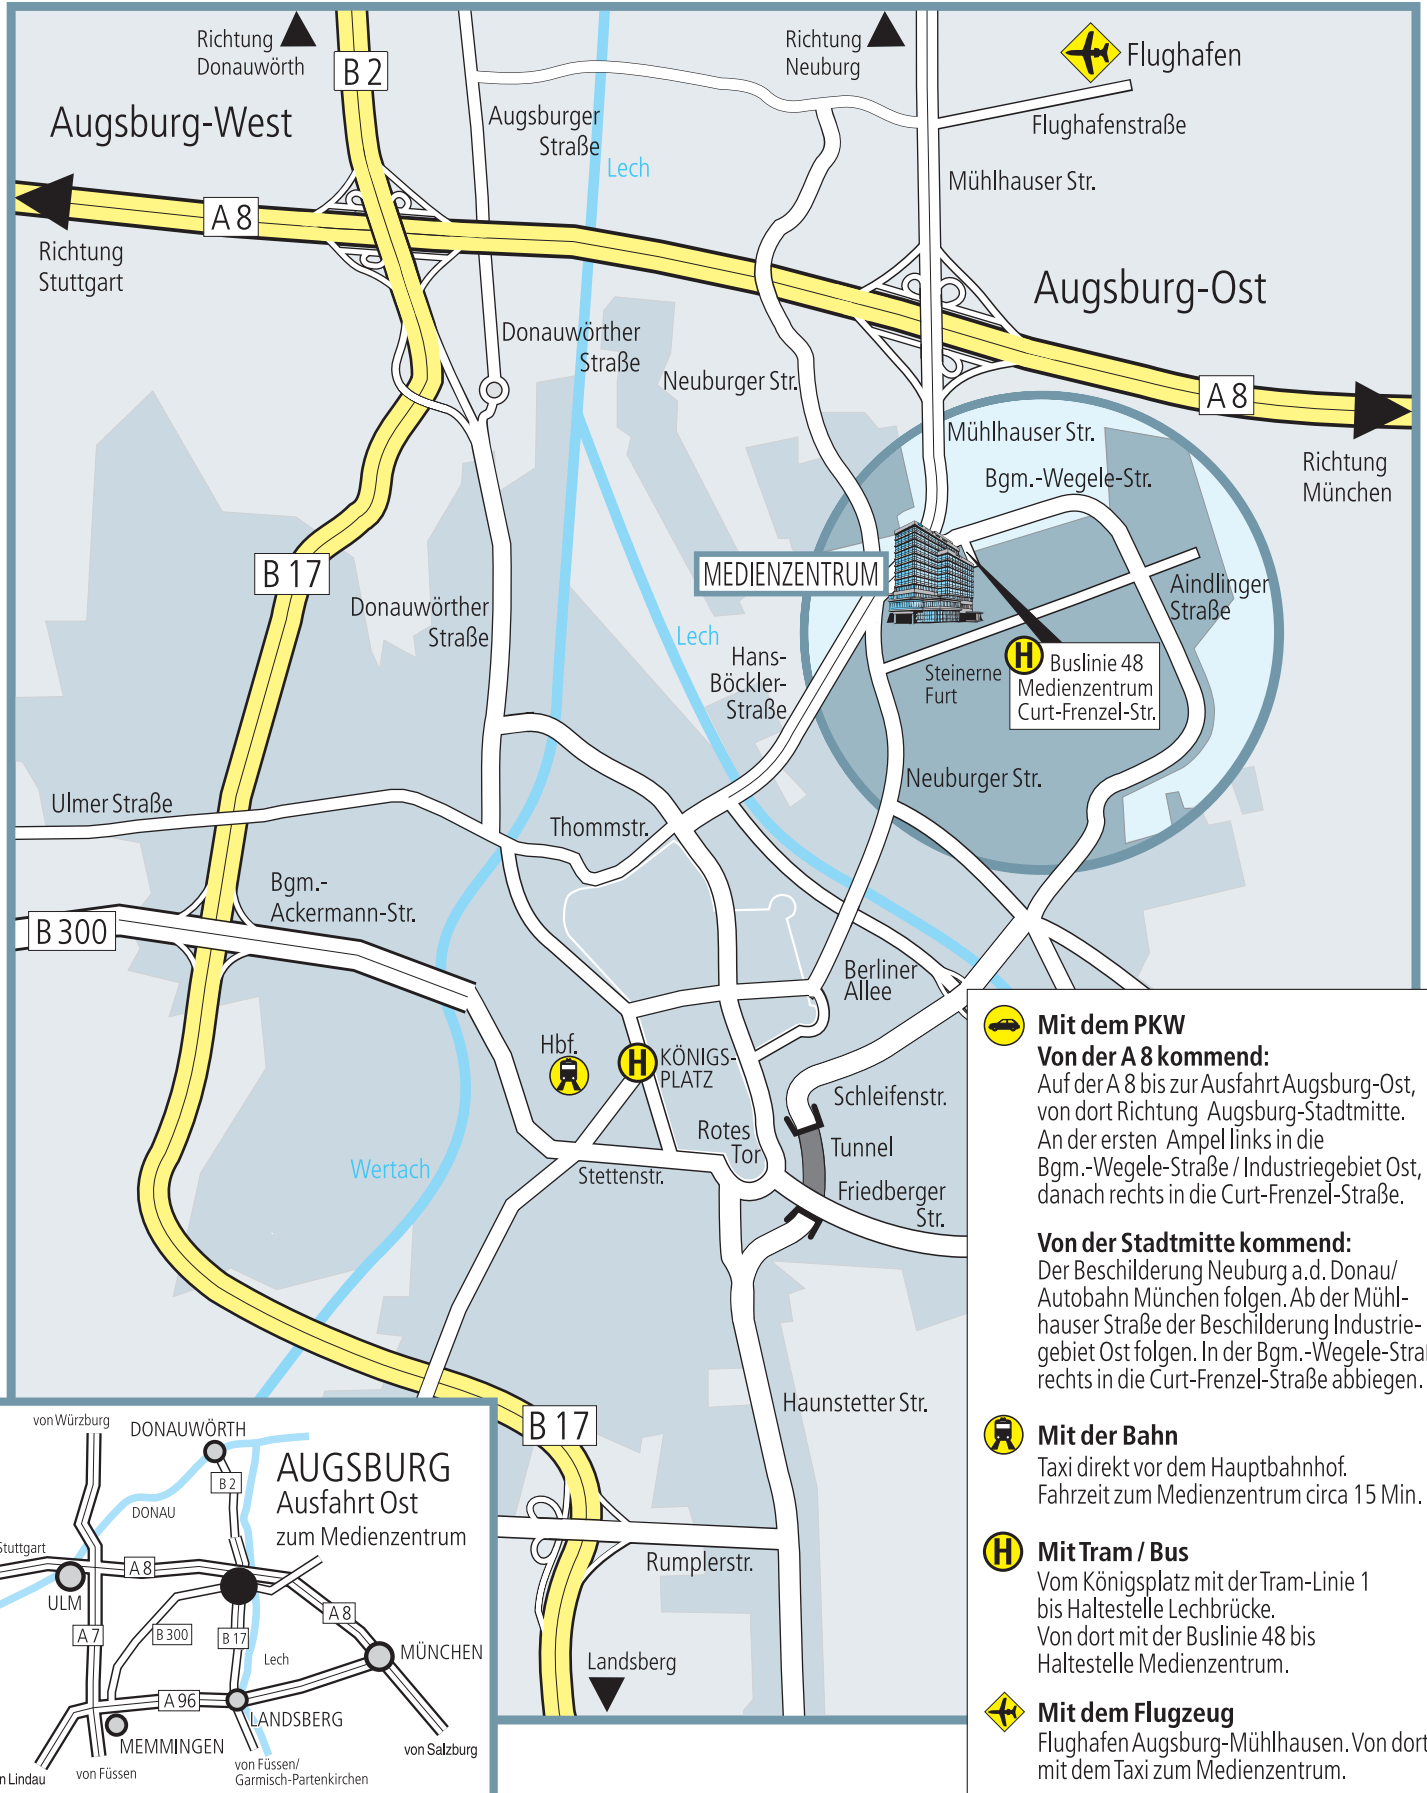 Richtung
Donauwörth
B 2
Richtung
Neuburg
Flughafen
Augsburg-West
Augsburger
Straße
Flughafenstraße
Lech
Mühlhauser Str.
A 8
Richtung
Stuttgart
Augsburg-Ost
Donauwörther
Straße
Neuburger Str.
A 8
Mühlhauser Str.
Richtung
München
Bgm.-Wegele-Str.
B 17
MEDIENZENTRUM
Aindlinger
Straße
Donauwörther
Straße
Lech
Hans-
Böckler-
Straße
Steinerne
Furt
H
Buslinie 48
Medienzentrum
Curt-Frenzel-Str.
Neuburger Str.
Ulmer Straße
Thommstr.
Bgm.-
Ackermann-Str.
B 300
Berliner
Allee
Hbf.
H
KÖNIGS-
PLATZ
Schleifenstr.
Rotes
Tor
Tunnel
Wertach
Stettenstr.
Friedberger
Str.
Haunstetter Str.
B 17
Rumplerstr.
Landsberg
Mit dem PKW
Von der A 8 kommend:
Auf der A 8 bis zur Ausfahrt Augsburg-Ost,
von dort Richtung Augsburg-Stadtmitte.
An der ersten Ampel links in die
Bgm.-Wegele-Straße / Industriegebiet Ost,
danach rechts in die Curt-Frenzel-Straße.
Von der Stadtmitte kommend:
Der Beschilderung Neuburg a.d. Donau/
Autobahn München folgen. Ab der Mühl-
hauser Straße der Beschilderung Industrie-
gebiet Ost folgen. In der Bgm.-Wegele-Stra
rechts in die Curt-Frenzel-Straße abbiegen.
Mit der Bahn
Taxi direkt vor dem Hauptbahnhof.
Fahrzeit zum Medienzentrum circa 15 Min.
H
Mit Tram / Bus
Vom Königsplatz mit der Tram-Linie 1
bis Haltestelle Lechbrücke.
Von dort mit der Buslinie 48 bis
Haltestelle Medienzentrum.
Mit dem Flugzeug
Flughafen Augsburg-Mühlhausen. Von dort
mit dem Taxi zum Medienzentrum.
von Würzburg
DONAUWÖRTH
AUGSBURG
Ausfahrt Ost
zum Medienzentrum
B 2
DONAU
Stuttgart
A 8
ULM
A 8
A 7
B 300
B 17
Lech
MÜNCHEN
A 96
LANDSBERG
MEMMINGEN
von Salzburg
n Lindau
von Füssen
von Füssen/
Garmisch-Partenkirchen